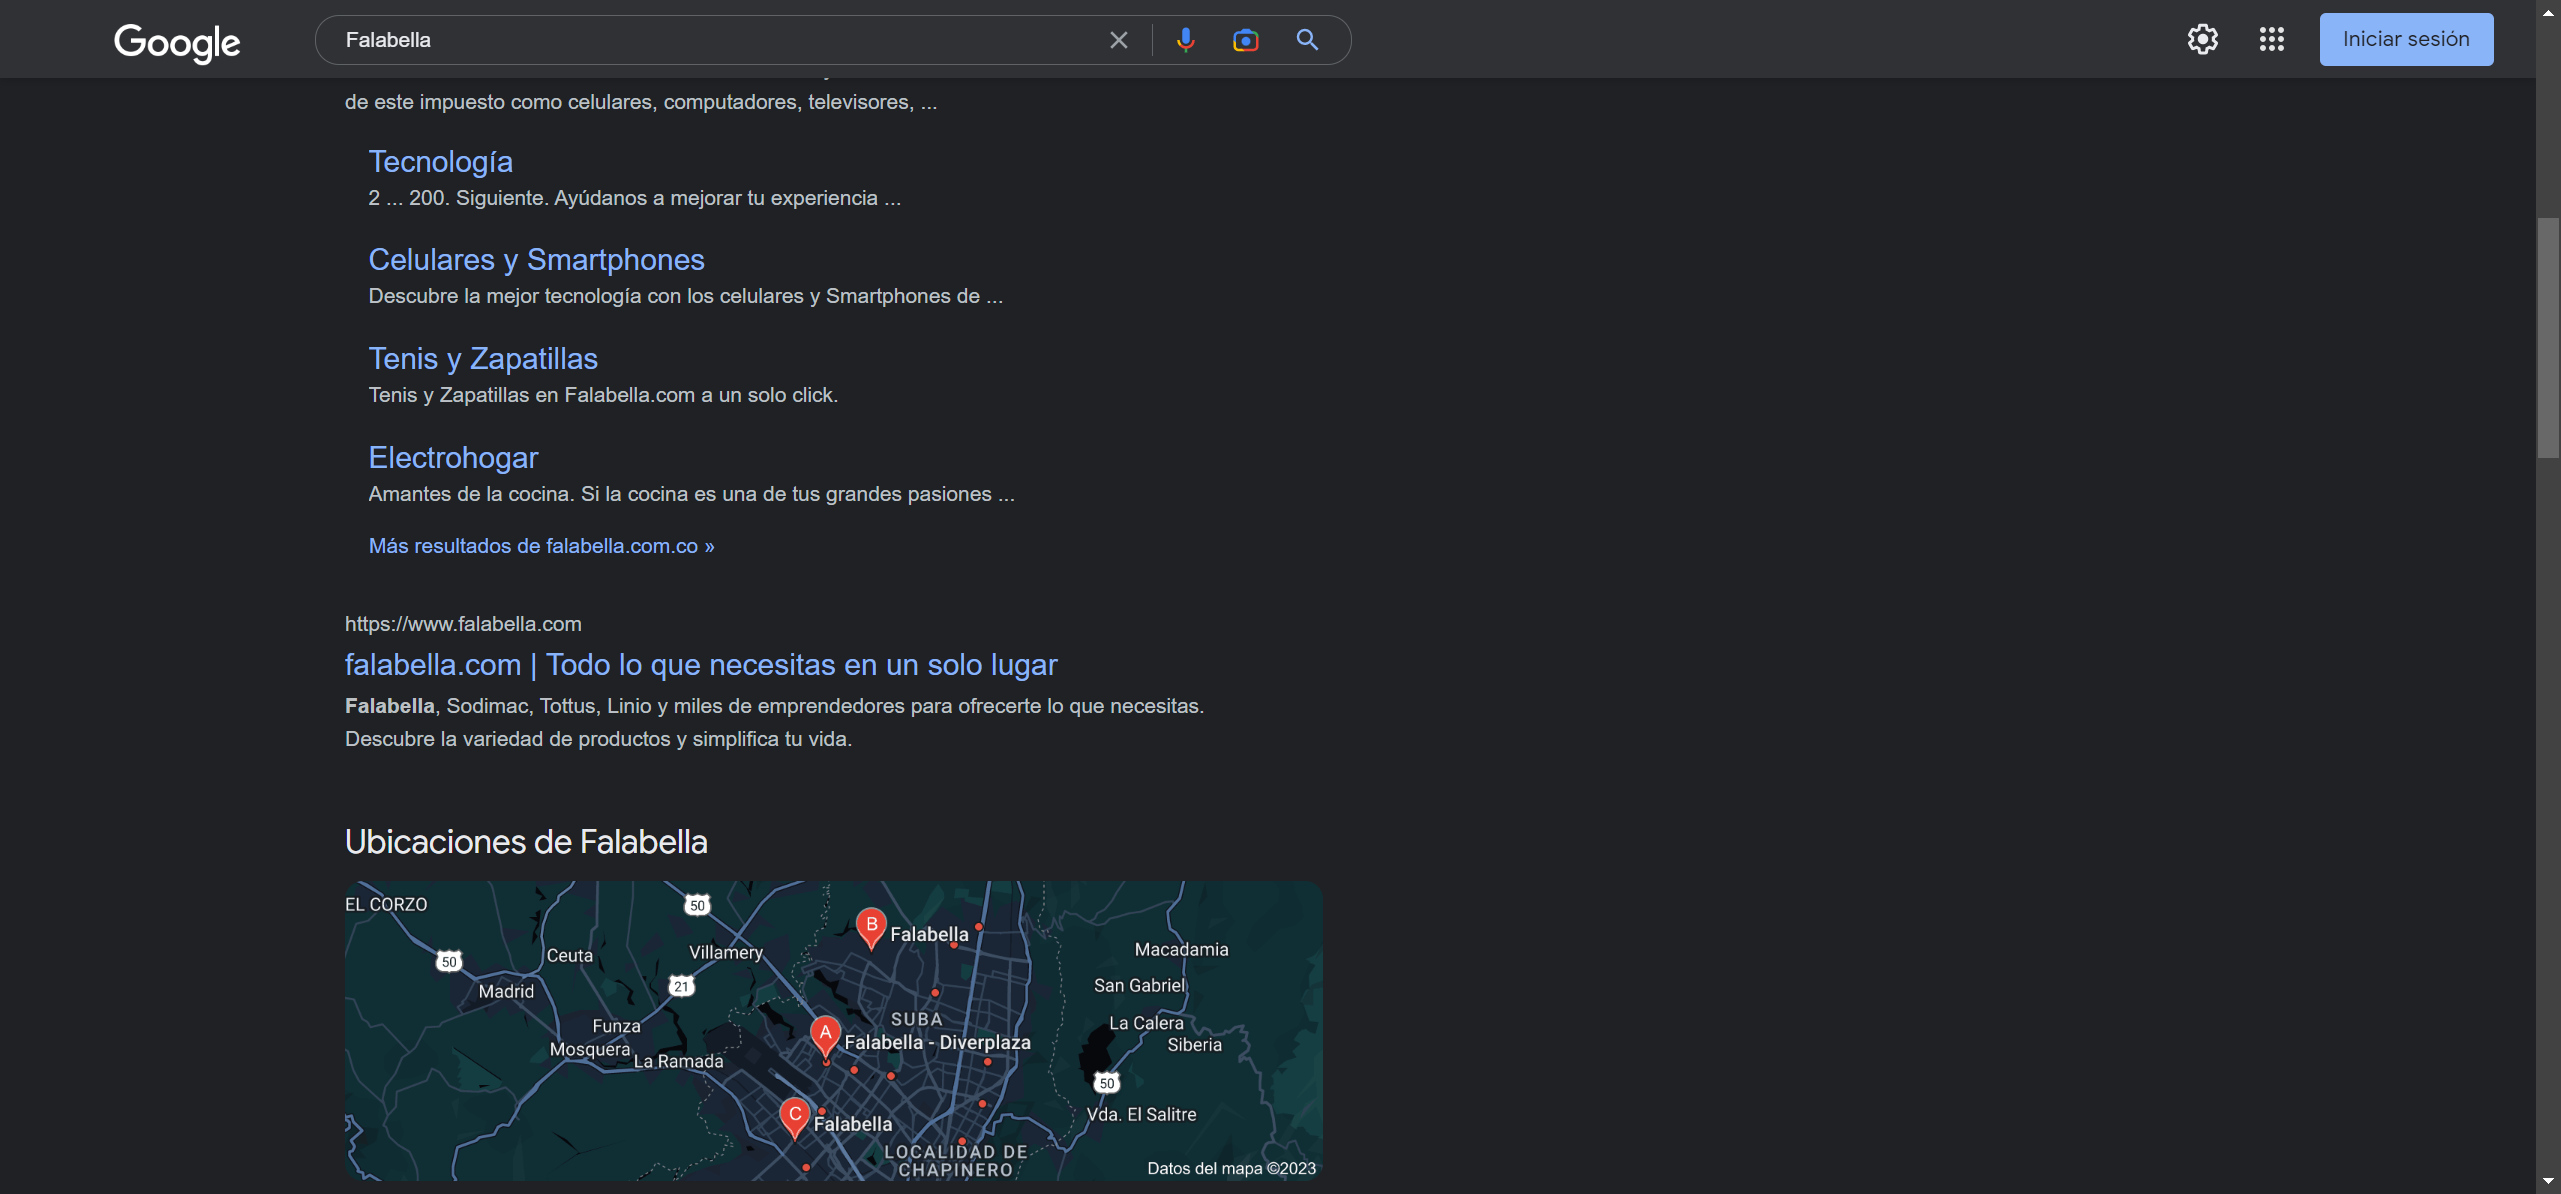 Google
Falabella
Iniciar sesión
de este impuesto como celulares, computadores, televisores, ...
Tecnología
2 ... 200. Siguiente. Ayúdanos a mejorar tu experiencia ...
Celulares y Smartphones
Descubre la mejor tecnología con los celulares y Smartphones de ...
Tenis y Zapatillas
Tenis y Zapatillas en Falabella.com a un solo click.
Electrohogar
Amantes de la cocina. Si la cocina es una de tus grandes pasiones ...
Más resultados de falabella.com.co »
https://www.falabella.com
falabella.com | Todo lo que necesitas en un solo lugar
Falabella, Sodimac, Tottus, Linio y miles de emprendedores para ofrecerte lo que necesitas.
Descubre la variedad de productos y simplifica tu vida.
Ubicaciones de Falabella
EL CORZO
50
B
Falabella
Macadamia
Villamery
Ceuta
50
San Gabriel
21
Madrid
SUBA
La Calera
Funza
A
Falabella - Diverplaza
Siberia
Mosquera
La Ramada
50
C
Falabella
Vda. El Salitre
LOCALIDAD DE
CHAPINERO
Datos del mapa ©2023